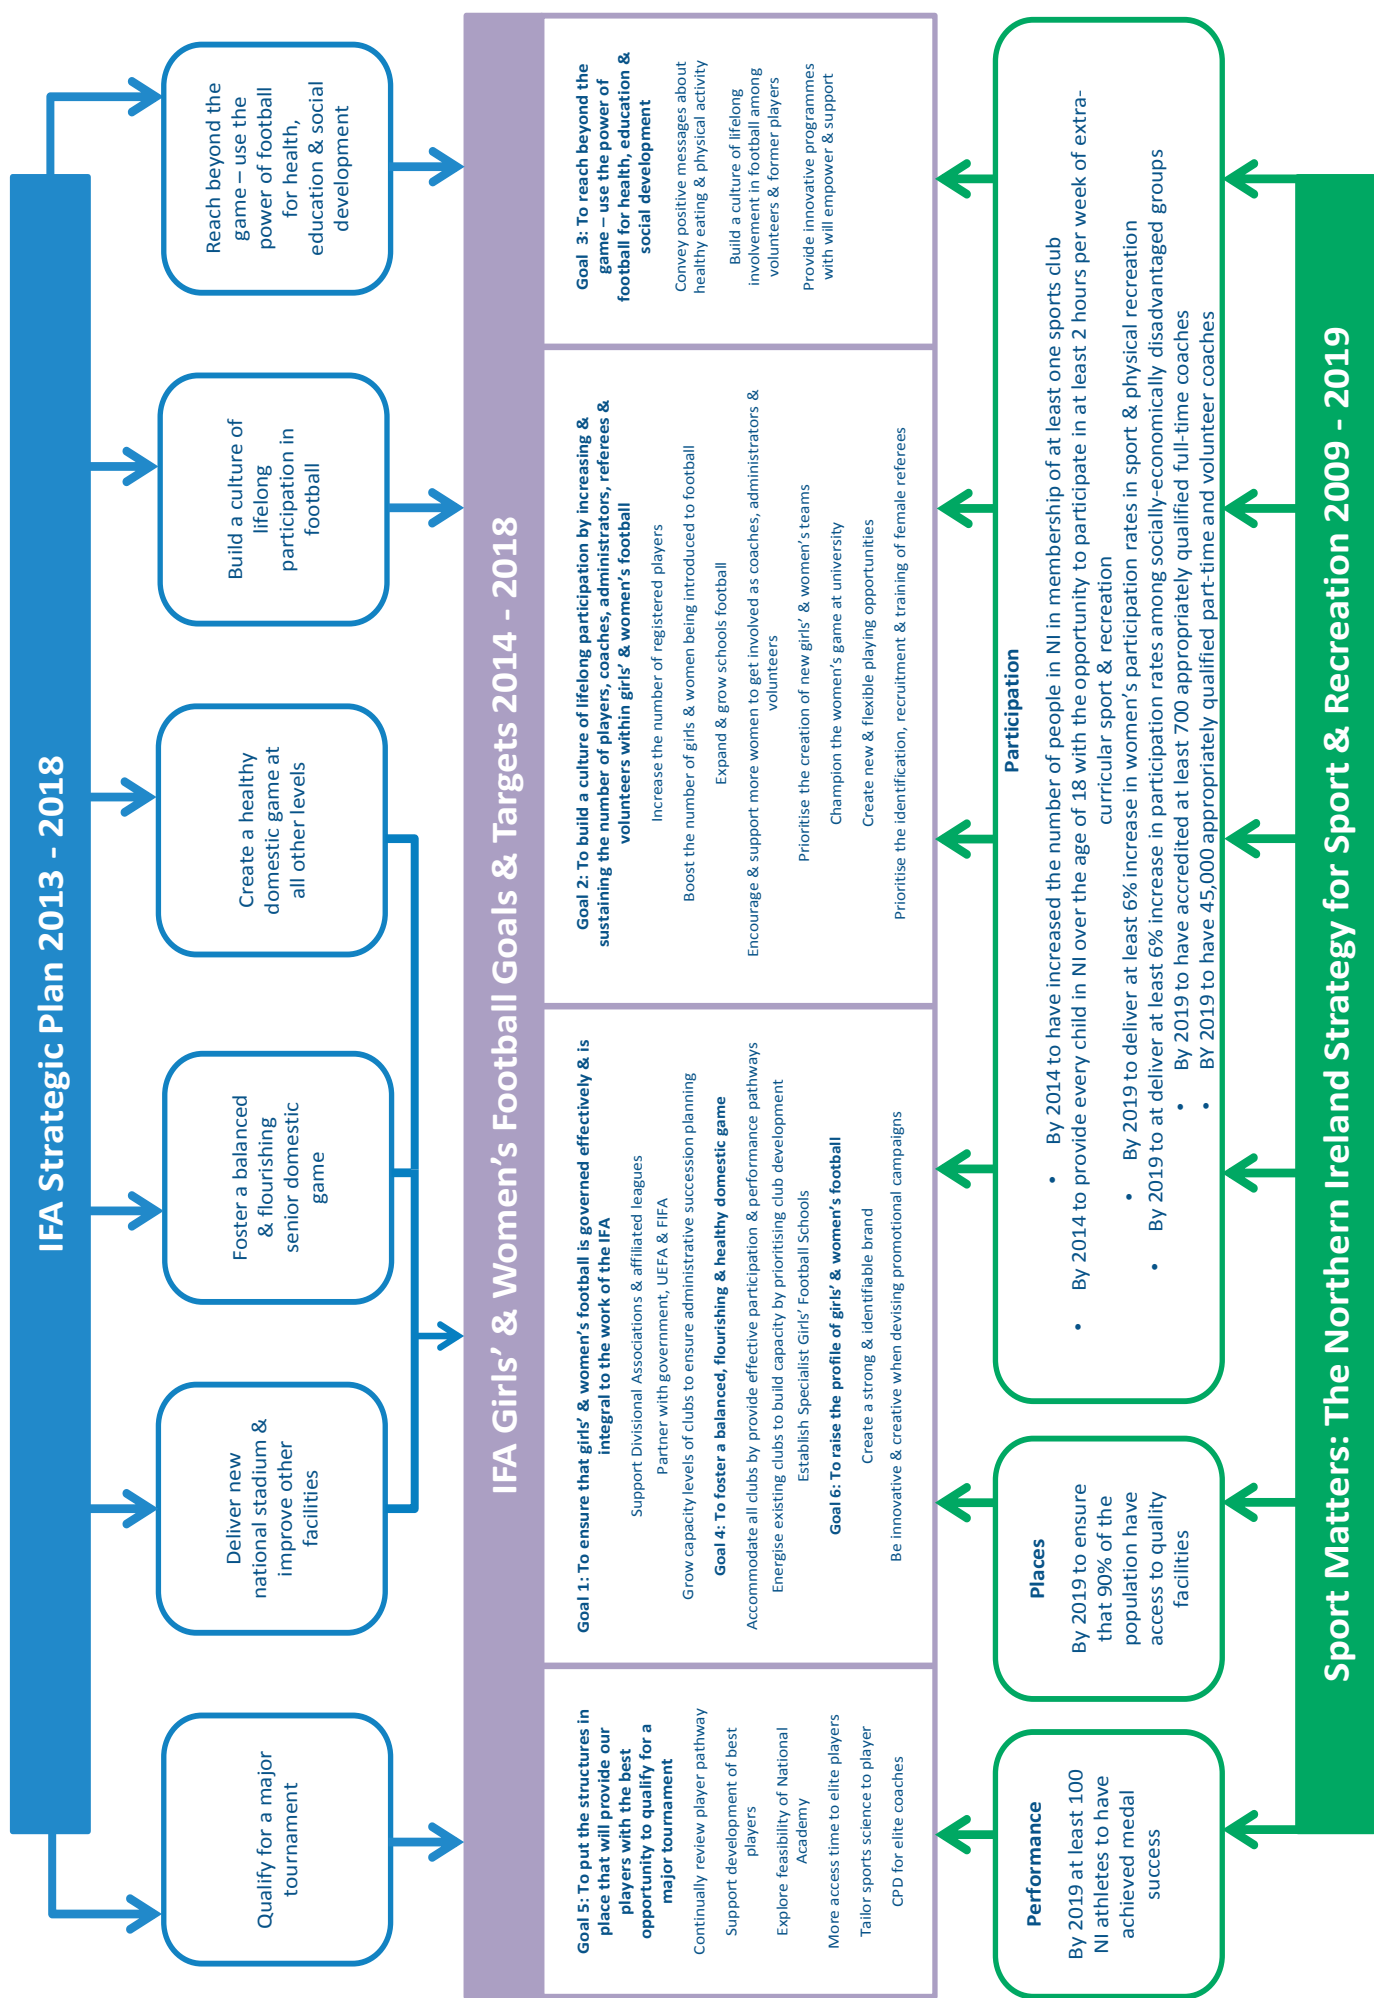 IFA Strategic Plan 2013 - 2018
Qualify for a major
tournament
Deliver new
national stadium &
improve other
facilities
Foster a balanced
& flourishing
senior domestic
game
Create a healthy
domestic game at
all other levels
Build a culture of
lifelong
participation in
football
Reach beyond the
game – use the
power of football
for health,
education & social
development
IFA Girls' & Women's Football Goals & Targets 2014 - 2018
Goal 5: To put the structures in
place that will provide our
players with the best
opportunity to qualify for a
major tournament
Continually review player pathway
Support development of best
players
Explore feasibility of National
Academy
More access time to elite players
Tailor sports science to player
CPD for elite coaches
Goal 1: To ensure that girls' & women's football is governed effectively & is
integral to the work of the IFA
Support Divisional Associations & affiliated leagues
Partner with government, UEFA & FIFA
Grow capacity levels of clubs to ensure administrative succession planning
Goal 4: To foster a balanced, flourishing & healthy domestic game
Accommodate all clubs by provide effective participation & performance pathways
Energise existing clubs to build capacity by prioritising club development
Establish Specialist Girls' Football Schools
Goal 6: To raise the profile of girls' & women's football
Create a strong & identifiable brand
Be innovative & creative when devising promotional campaigns
Goal 2: To build a culture of lifelong participation by increasing &
sustaining the number of players, coaches, administrators, referees &
volunteers within girls' & women's football
Increase the number of registered players
Boost the number of girls & women being introduced to football
Expand & grow schools football
Encourage & support more women to get involved as coaches, administrators &
volunteers
Prioritise the creation of new girls' & women's teams
Champion the women's game at university
Create new & flexible playing opportunities
Prioritise the identification, recruitment & training of female referees
Goal 3: To reach beyond the
game – use the power of
football for health, education &
social development
Convey positive messages about
healthy eating & physical activity
Build a culture of lifelong
involvement in football among
volunteers & former players
Provide innovative programmes
with will empower & support
Performance
By 2019 at least 100
NI athletes to have
achieved medal
success
Places
By 2019 to ensure
that 90% of the
population have
access to quality
facilities
Participation
• By 2014 to have increased the number of people in NI in membership of at least one sports club
• By 2014 to provide every child in NI over the age of 18 with the opportunity to participate in at least 2 hours per week of extra-
curricular sport & recreation
• By 2019 to deliver at least 6% increase in women's participation rates in sport & physical recreation
• By 2019 to at deliver at least 6% increase in participation rates among socially-economically disadvantaged groups
• By 2019 to have accredited at least 700 appropriately qualified full-time coaches
• BY 2019 to have 45,000 appropriately qualified part-time and volunteer coaches
Sport Matters: The Northern Ireland Strategy for Sport & Recreation 2009 - 2019